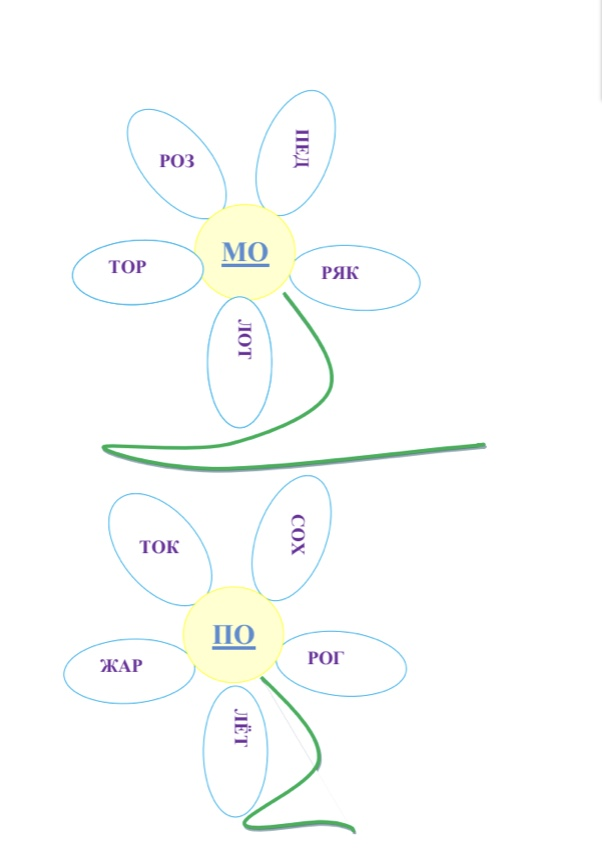 РОЗ
ПЕД
МО
ТОР
РЯК
ЛОТ
ТОК
СОХ
ПО
ЖАР
РОГ
ЛЁТ